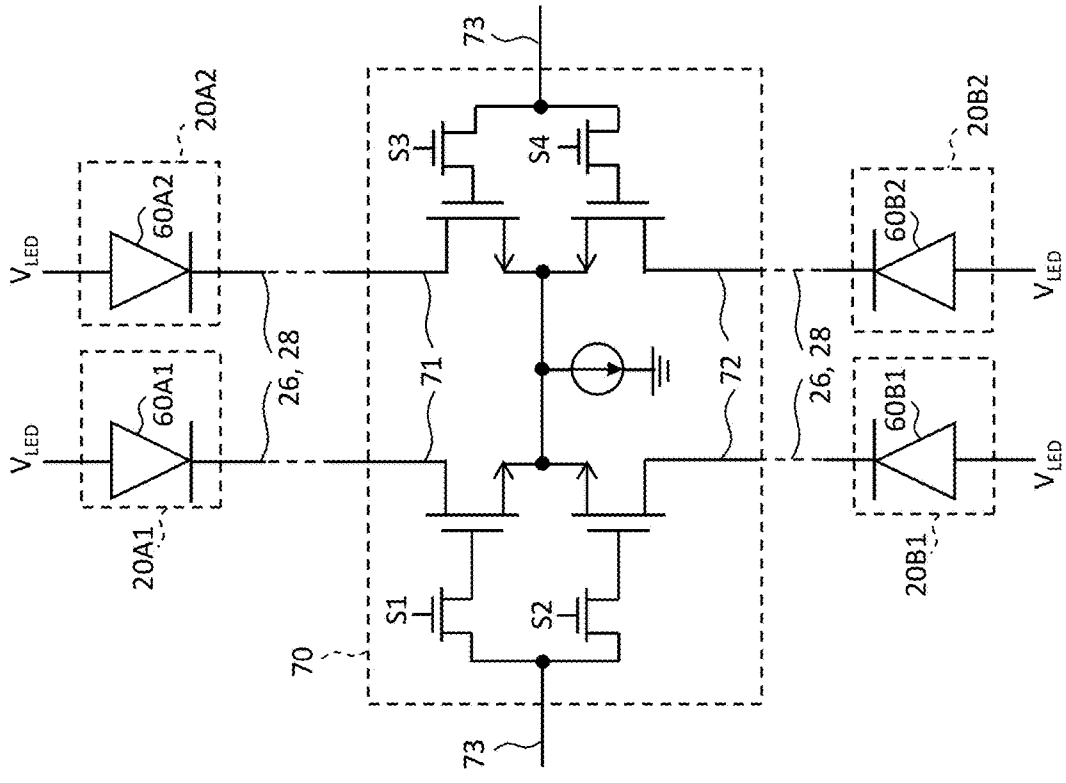 V_LED V_LED
20A1 60A1 60A2 20A2
26, 28
71
70 73
S1 S3
S2 S4
73
72
26, 28
60B1 60B2
20B1 20B2
V_LED V_LED